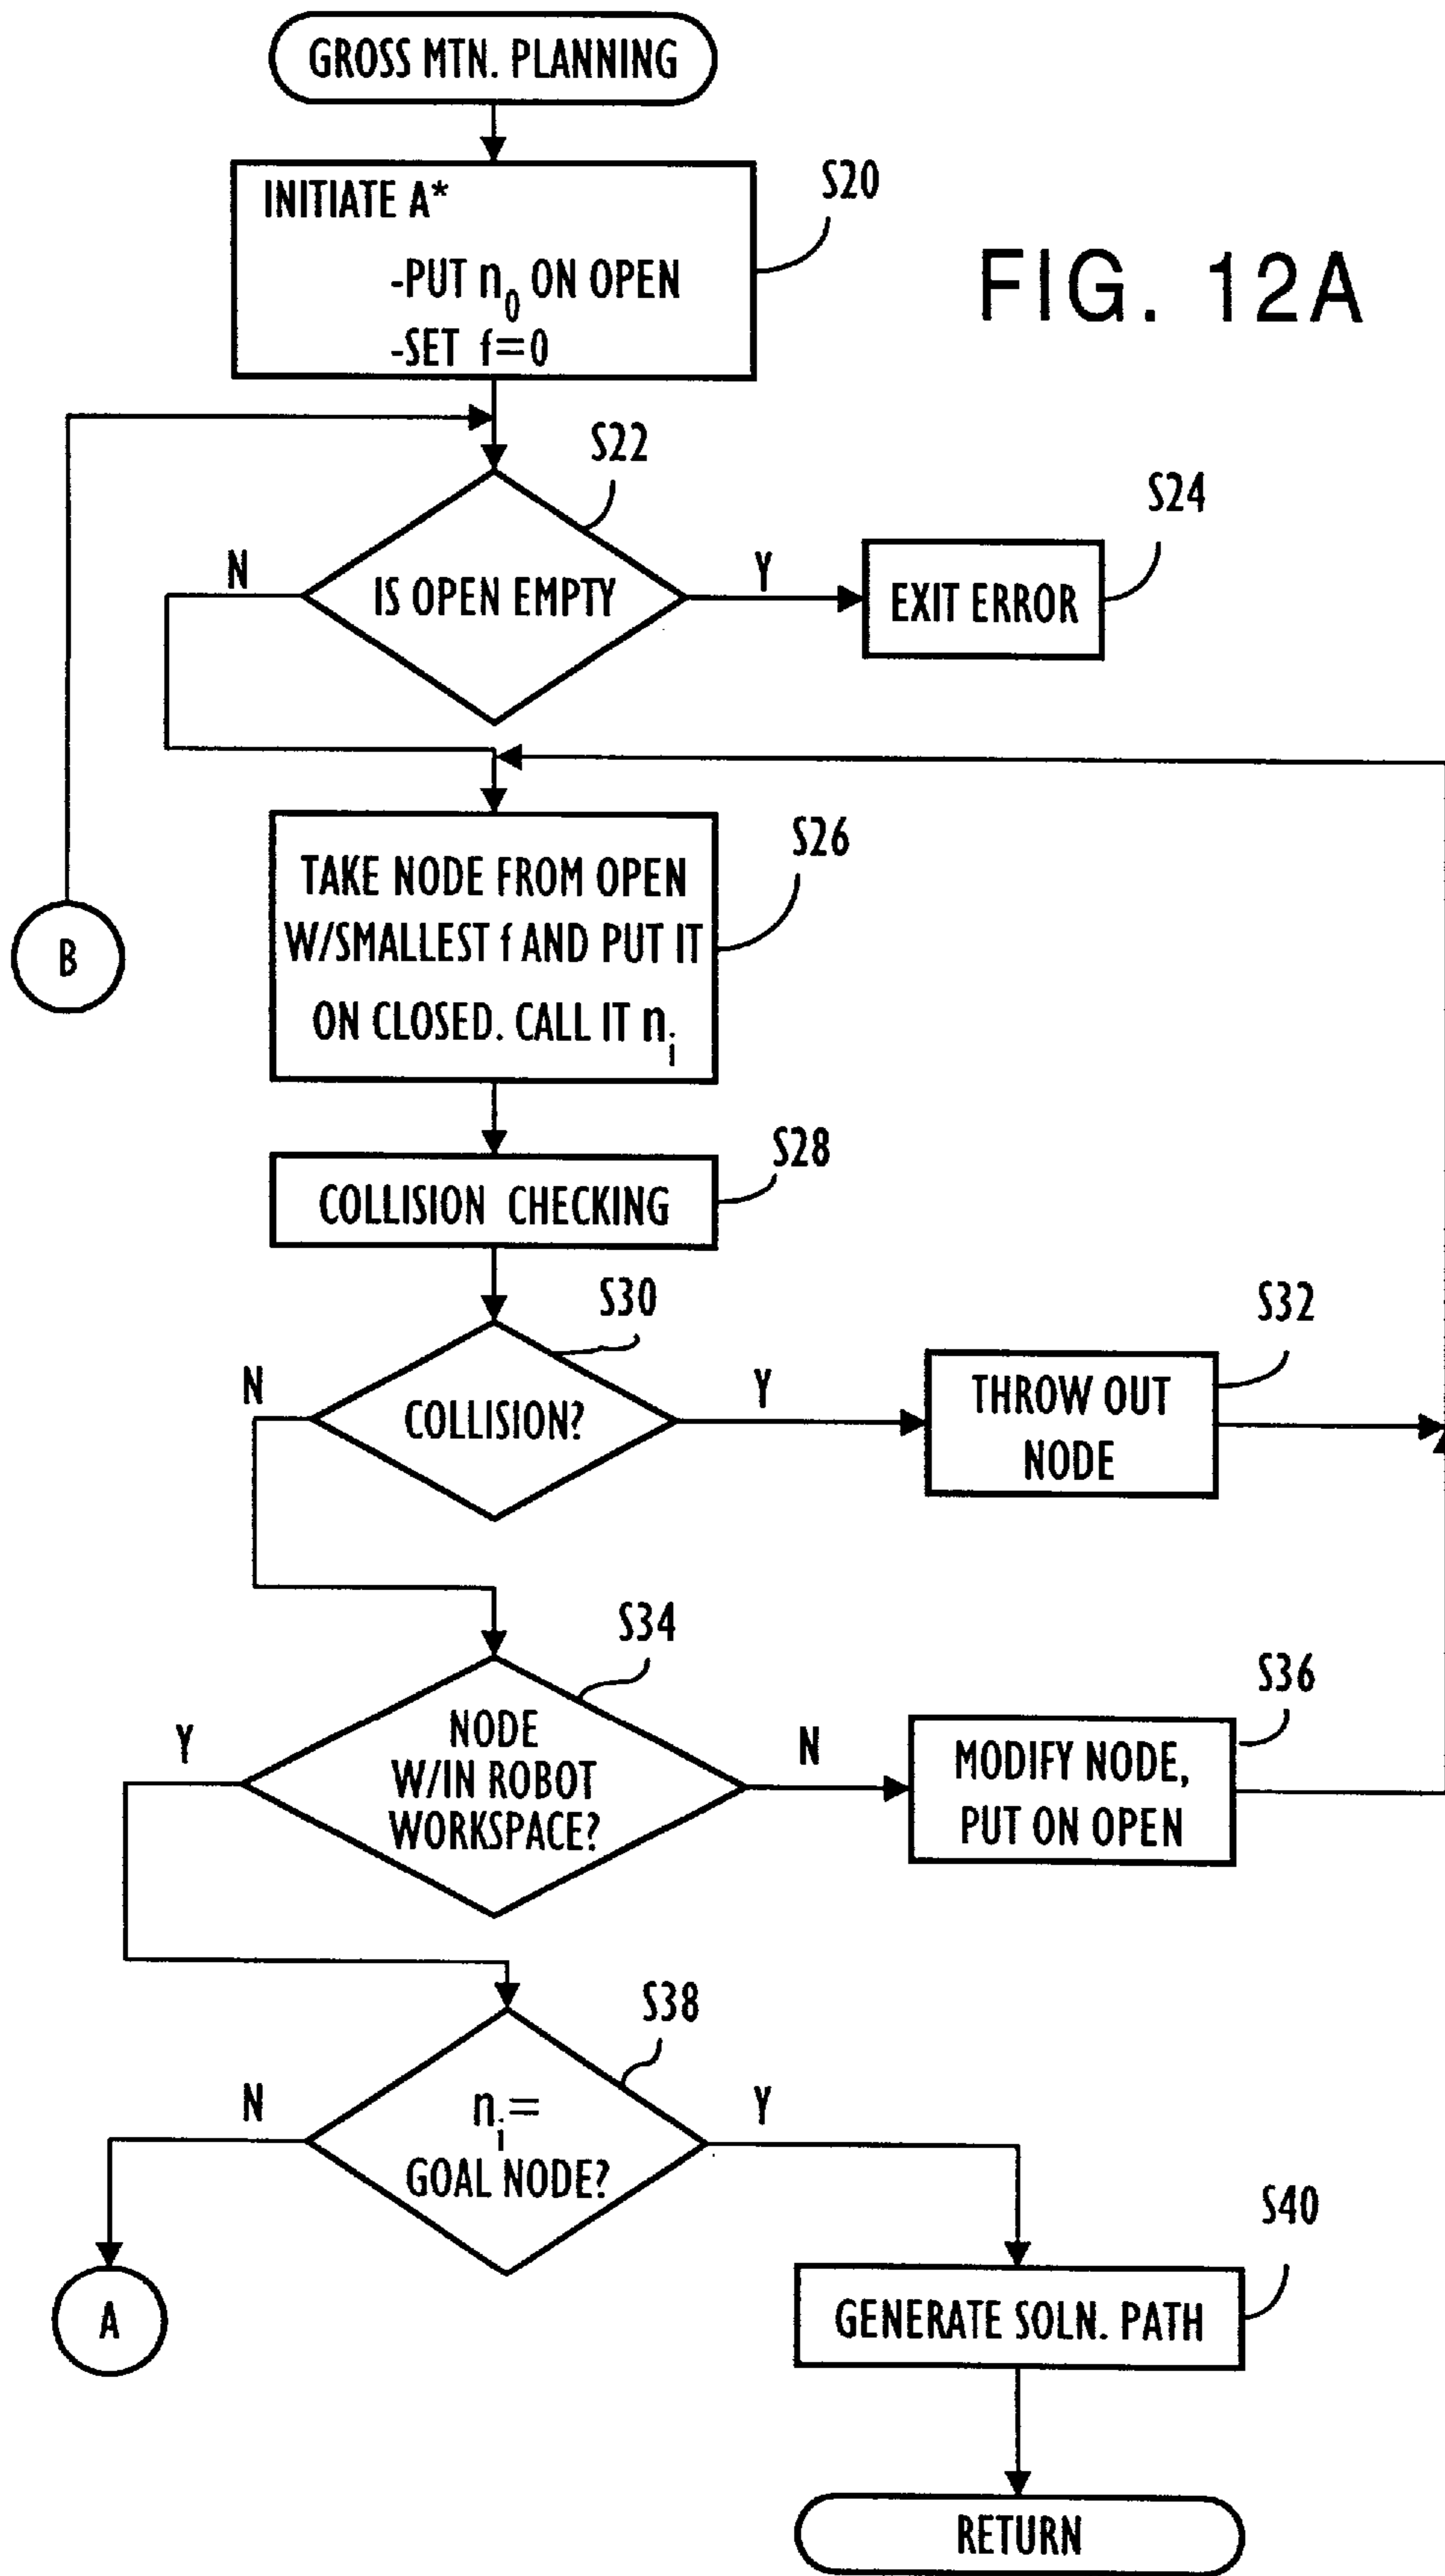 GROSS MTN. PLANNING
S20
INITIATE A*
-PUT n0 ON OPEN
-SET f=0
FIG. 12A
S22
S24
N
IS OPEN EMPTY
Y
EXIT ERROR
S26
TAKE NODE FROM OPEN
W/SMALLEST f AND PUT IT
ON CLOSED. CALL IT ni
B
S28
COLLISION CHECKING
S30
S32
N
COLLISION?
Y
THROW OUT
NODE
S34
S36
Y
NODE
W/IN ROBOT
WORKSPACE?
N
MODIFY NODE,
PUT ON OPEN
S38
N
ni=
GOAL NODE?
Y
S40
A
GENERATE SOLN. PATH
RETURN